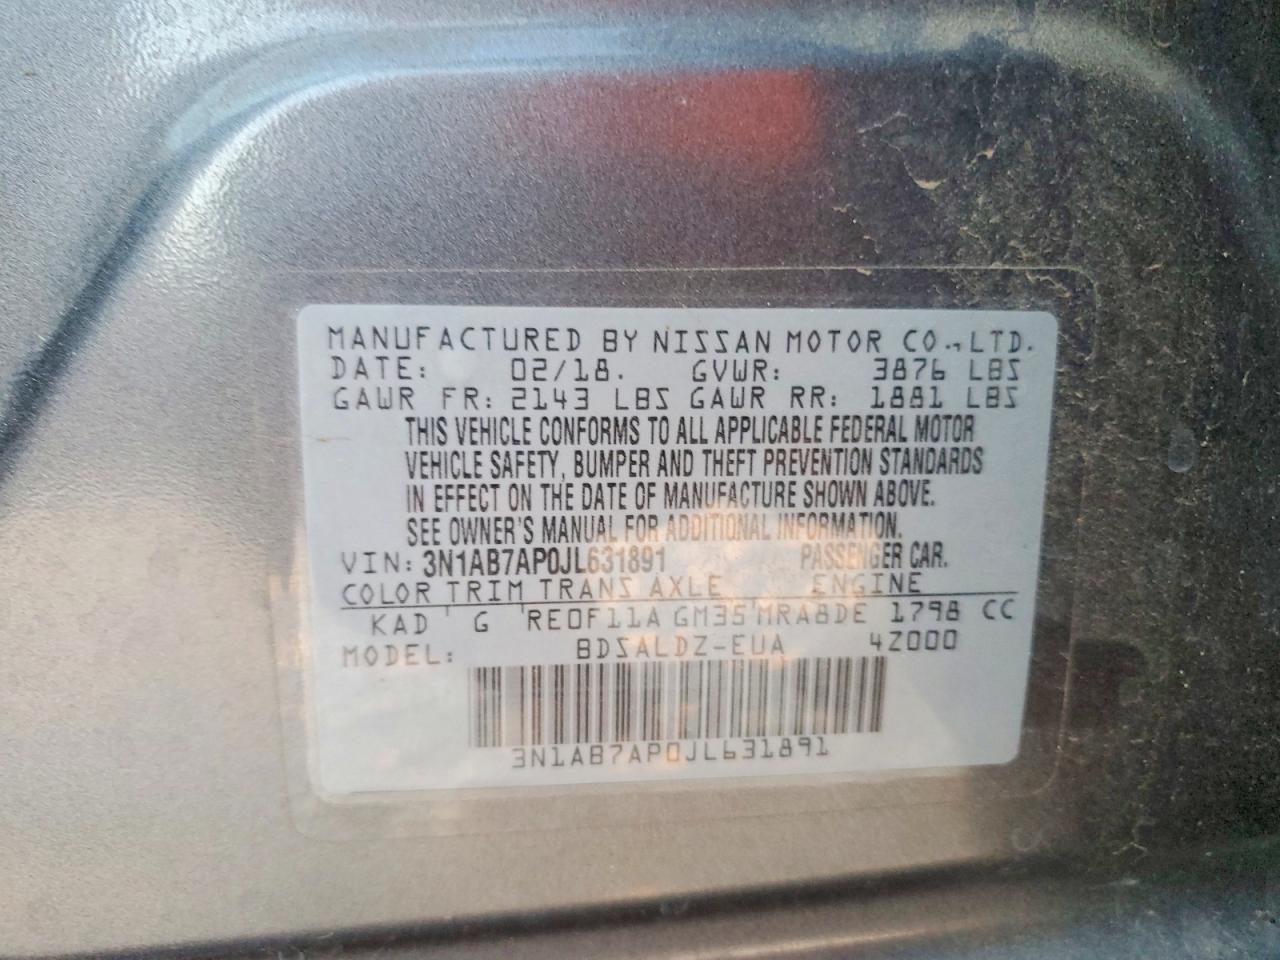 MANUFACTURED BY NISSAN MOTOR CO., LTD.
DATE: 02/18. GVWR: 3876 LBS
GAWR FR: 2143 LBS GAWR RR: 1881 LBS
THIS VEHICLE CONFORMS TO ALL APPLICABLE FEDERAL MOTOR
VEHICLE SAFETY, BUMPER AND THEFT PREVENTION STANDARDS
IN EFFECT ON THE DATE OF MANUFACTURE SHOWN ABOVE.
SEE OWNER'S MANUAL FOR ADDITIONAL INFORMATION.
VIN: 3N1AB7AP0JL631891 PASSENGER CAR.
COLOR TRIM TRANS AXLE ENGINE
KAD ' G ' RE0F11A GM35 ' MRA8DE 1798 CC
MODEL: BDSALDZ-EUA 4Z000
3N1AB7AP0JL631891